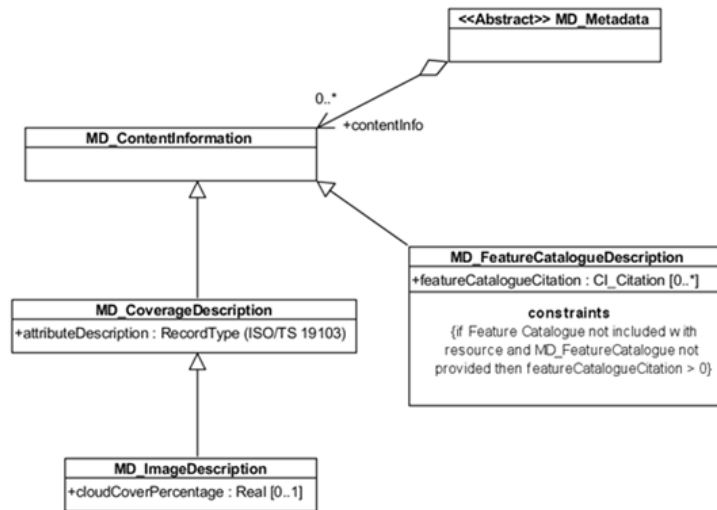 <<Abstract>> MD_Metadata
0..*
+contentInfo
MD_ContentInformation
MD_FeatureCatalogueDescription
+featureCatalogueCitation : CI_Citation [0..*]
constraints
{if Feature Catalogue not included with
resource and MD_FeatureCatalogue not
provided then featureCatalogueCitation > 0}
MD_CoverageDescription
+attributeDescription : RecordType (ISO/TS 19103)
MD_ImageDescription
+cloudCoverPercentage : Real [0..1]